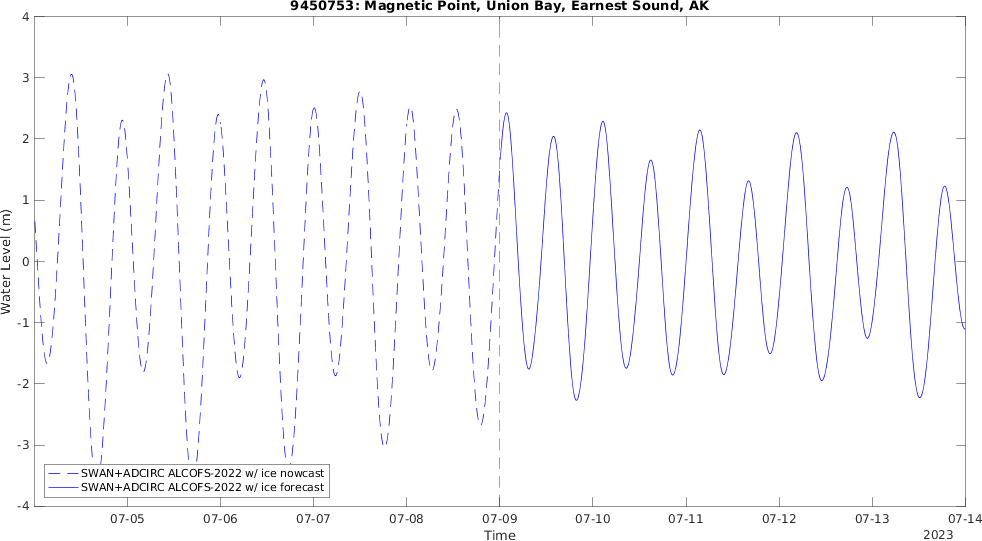 9450753: Magnetic Point, Union Bay, Earnest Sound, AK
4
3
2
1
0
-1
-2
-3
-4
Water Level (m)
SWAN+ADCIRC ALCOFS-2022 w/ ice nowcast
SWAN+ADCIRC ALCOFS-2022 w/ ice forecast
07-05 07-06 07-07 07-08 07-09 07-10 07-11 07-12 07-13 07-14
Time
2023